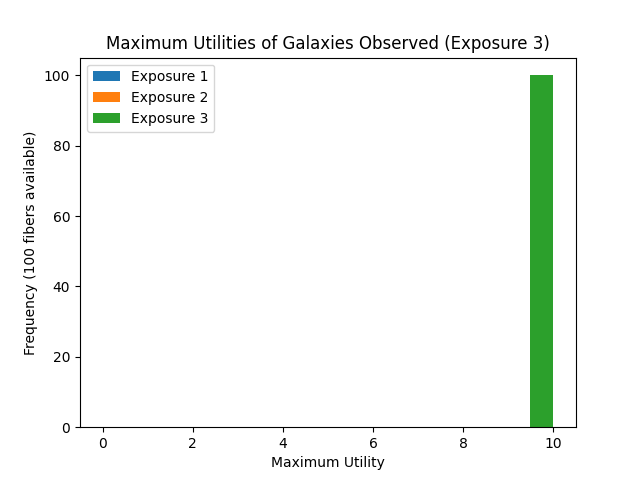 Maximum Utilities of Galaxies Observed (Exposure 3)
Exposure 1
Exposure 2
Exposure 3
100
80
60
40
20
0
Frequency (100 fibers available)
0 2 4 6 8 10
Maximum Utility